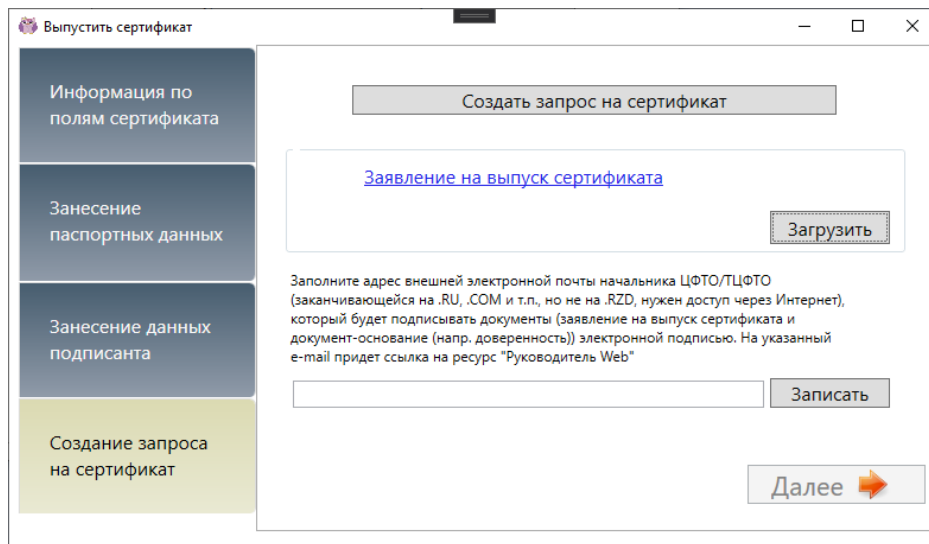 Выпустить сертификат
Информация по
полям сертификата
Занесение
паспортных данных
Занесение данных
подписанта
Создание запроса
на сертификат
Создать запрос на сертификат
Заявление на выпуск сертификата
Загрузить
Заполните адрес внешней электронной почты начальника ЦФТО/ТЦФТО
(заканчивающейся на .RU, .COM и т.п., но не на .RZD, нужен доступ через Интернет),
который будет подписывать документы (заявление на выпуск сертификата и
документ-основание (напр. доверенность)) электронной подписью. На указанный
e-mail придет ссылка на ресурс "Руководитель Web"
Записать
Далее